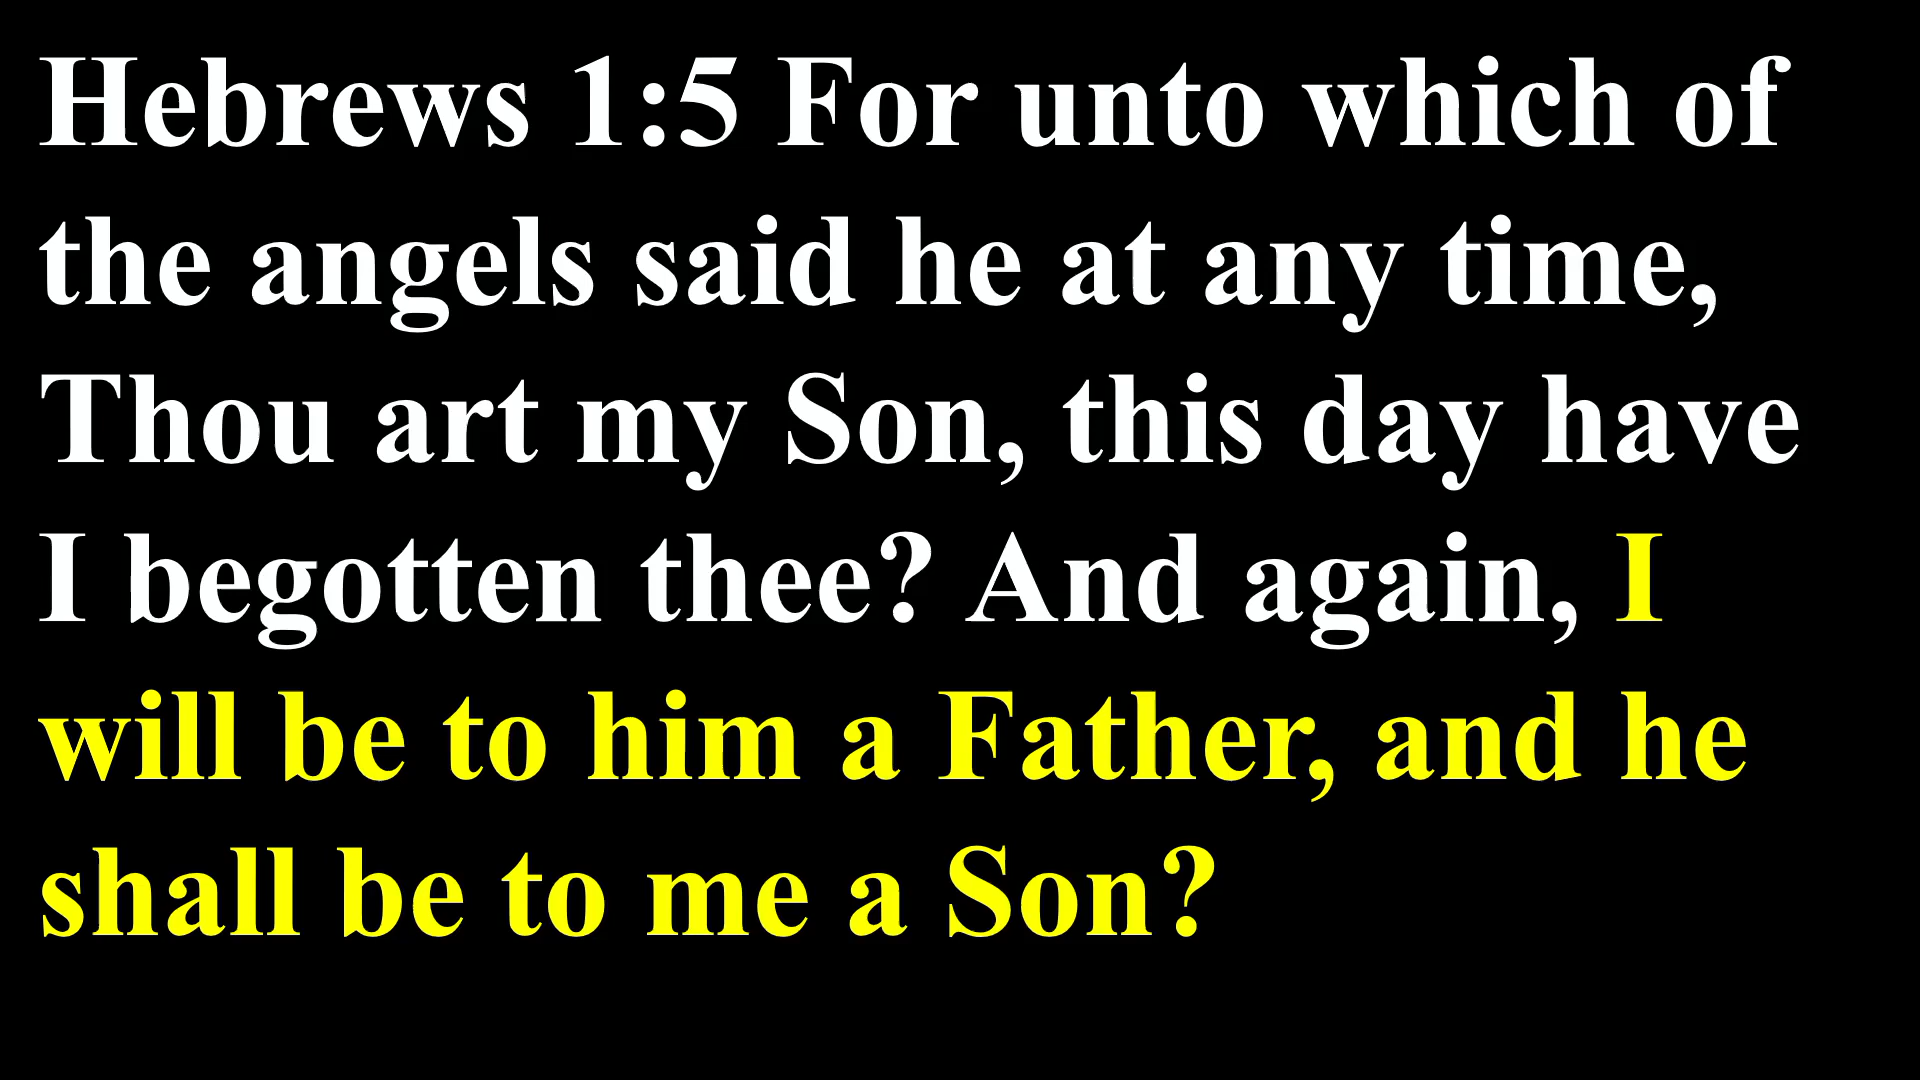 Hebrews 1:5 For unto which of
the angels said he at any time,
Thou art my Son, this day have
I begotten thee? And again, I
will be to him a Father, and he
shall be to me a Son?